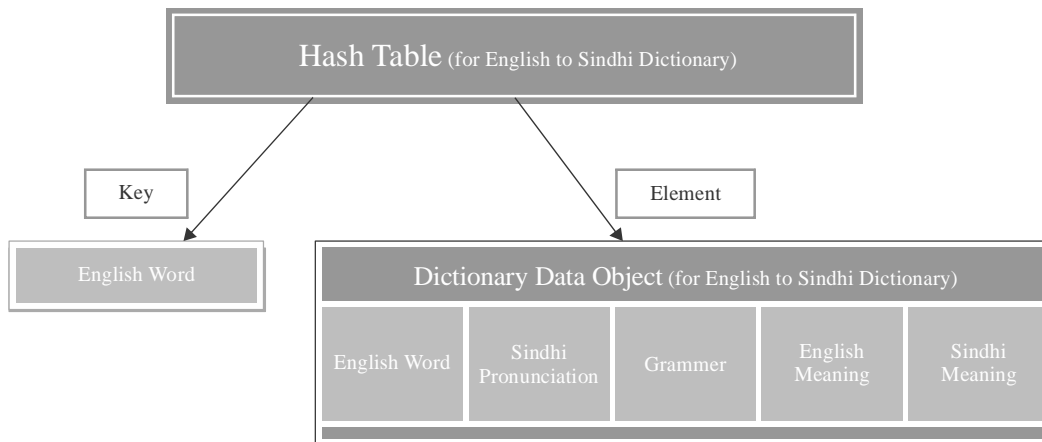 Hash Table (for English to Sindhi Dictionary)
Key
Element
English Word
Dictionary Data Object (for English to Sindhi Dictionary)
English Word
Sindhi
Pronunciation
Grammer
English
Meaning
Sindhi
Meaning